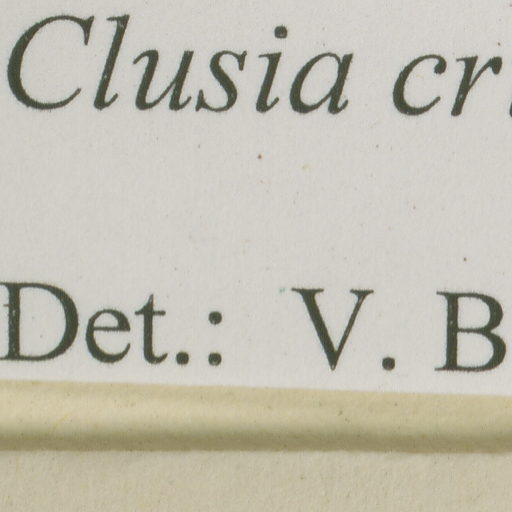 Clusia cr
Det.: V. B